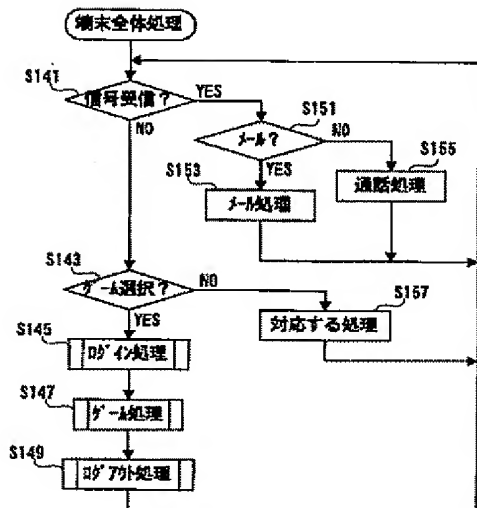 端末全体処理
S141
信号受信?
YES
NO
S151
メール?
NO
YES
S153
メール処理
S155
通話処理
S143
ゲーム選択?
NO
YES
S157
対応する処理
S145
ログイン処理
S147
ゲーム処理
S149
ログアウト処理